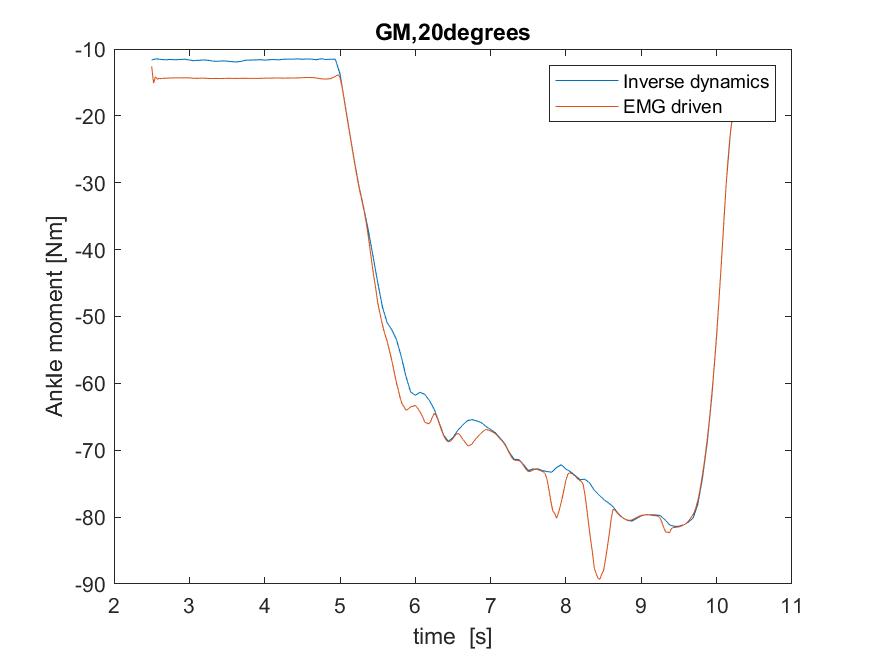 GM,20degrees
Inverse dynamics
EMG driven
-10
-20
-30
-40
-50
-60
-70
-80
-90
Ankle moment [Nm]
2 3 4 5 6 7 8 9 10 11
time [s]